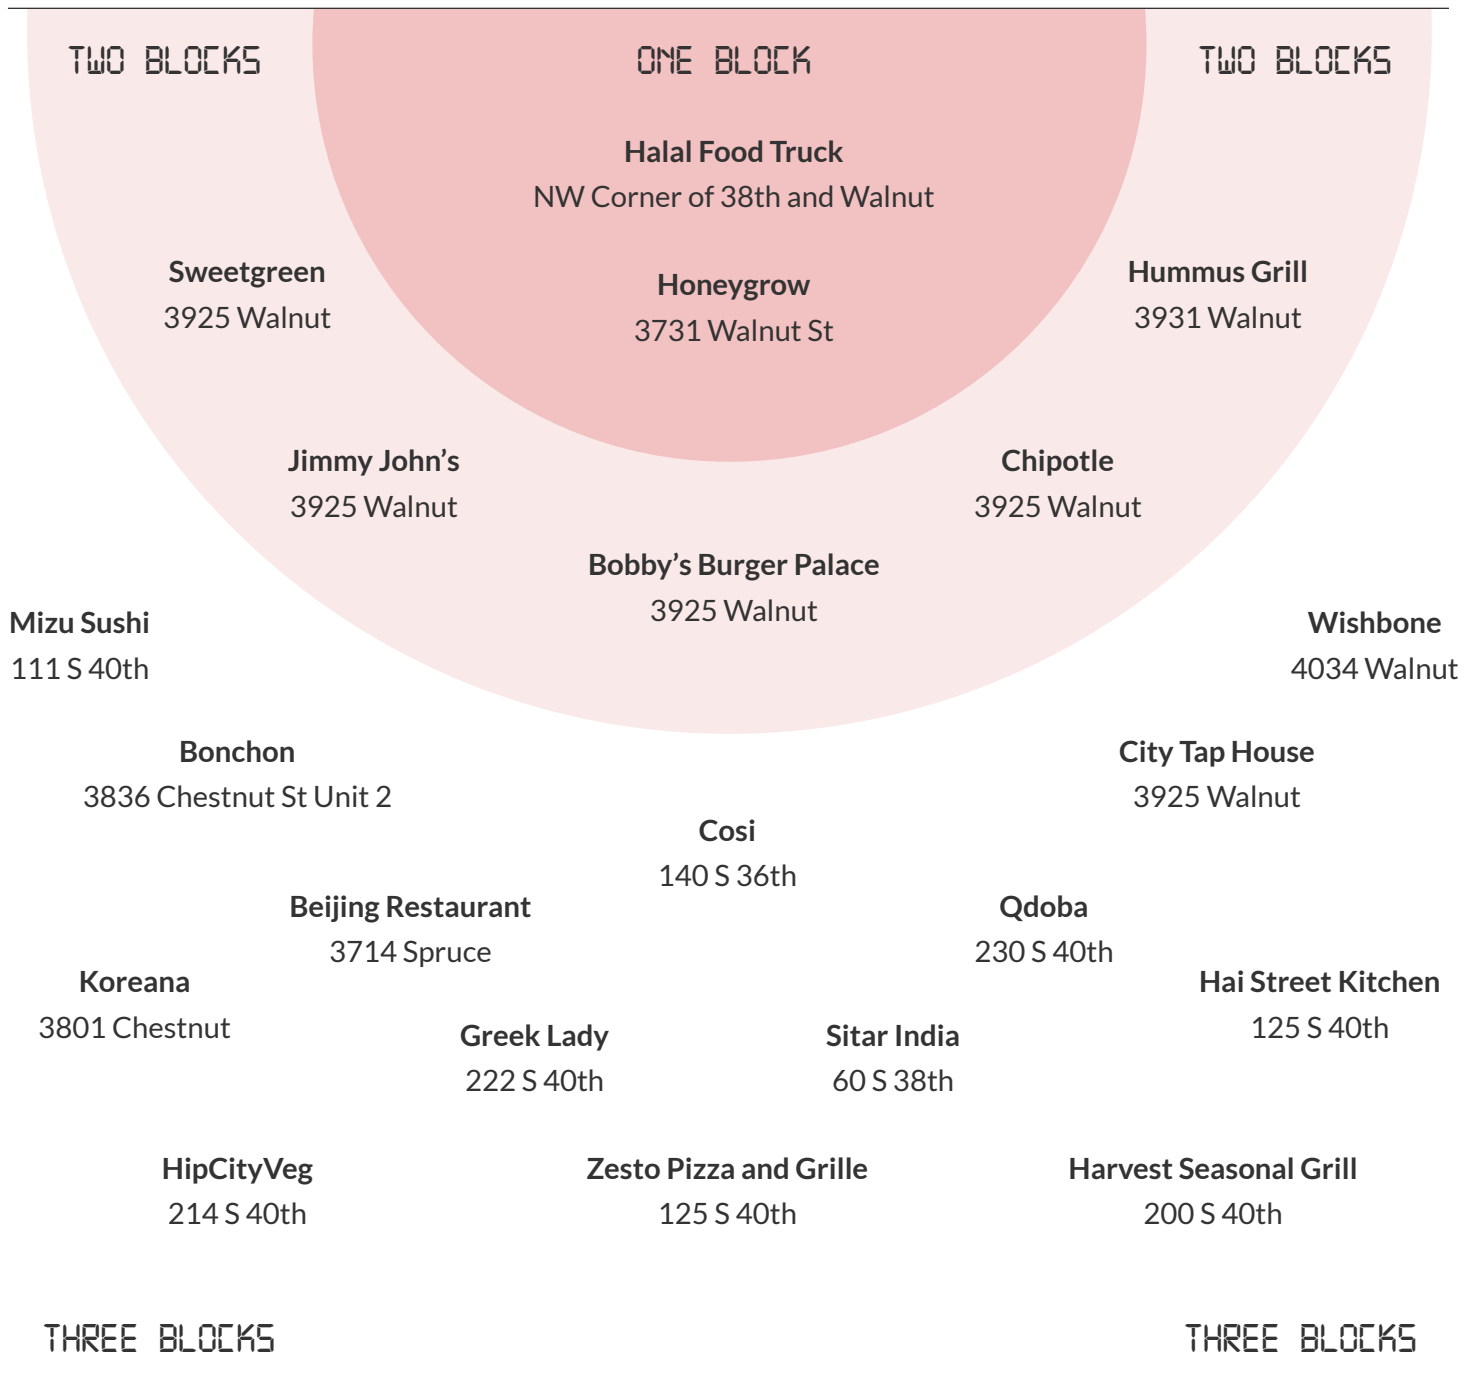 TWO BLOCKS
ONE BLOCK
TWO BLOCKS
Halal Food Truck
NW Corner of 38th and Walnut
Sweetgreen
3925 Walnut
Honeygrow
3731 Walnut St
Hummus Grill
3931 Walnut
Jimmy John’s
3925 Walnut
Chipotle
3925 Walnut
Bobby’s Burger Palace
3925 Walnut
Mizu Sushi
111 S 40th
Wishbone
4034 Walnut
Bonchon
3836 Chestnut St Unit 2
City Tap House
3925 Walnut
Cosi
140 S 36th
Beijing Restaurant
3714 Spruce
Qdoba
230 S 40th
Koreana
3801 Chestnut
Hai Street Kitchen
125 S 40th
Greek Lady
222 S 40th
Sitar India
60 S 38th
HipCityVeg
214 S 40th
Zesto Pizza and Grille
125 S 40th
Harvest Seasonal Grill
200 S 40th
THREE BLOCKS
THREE BLOCKS